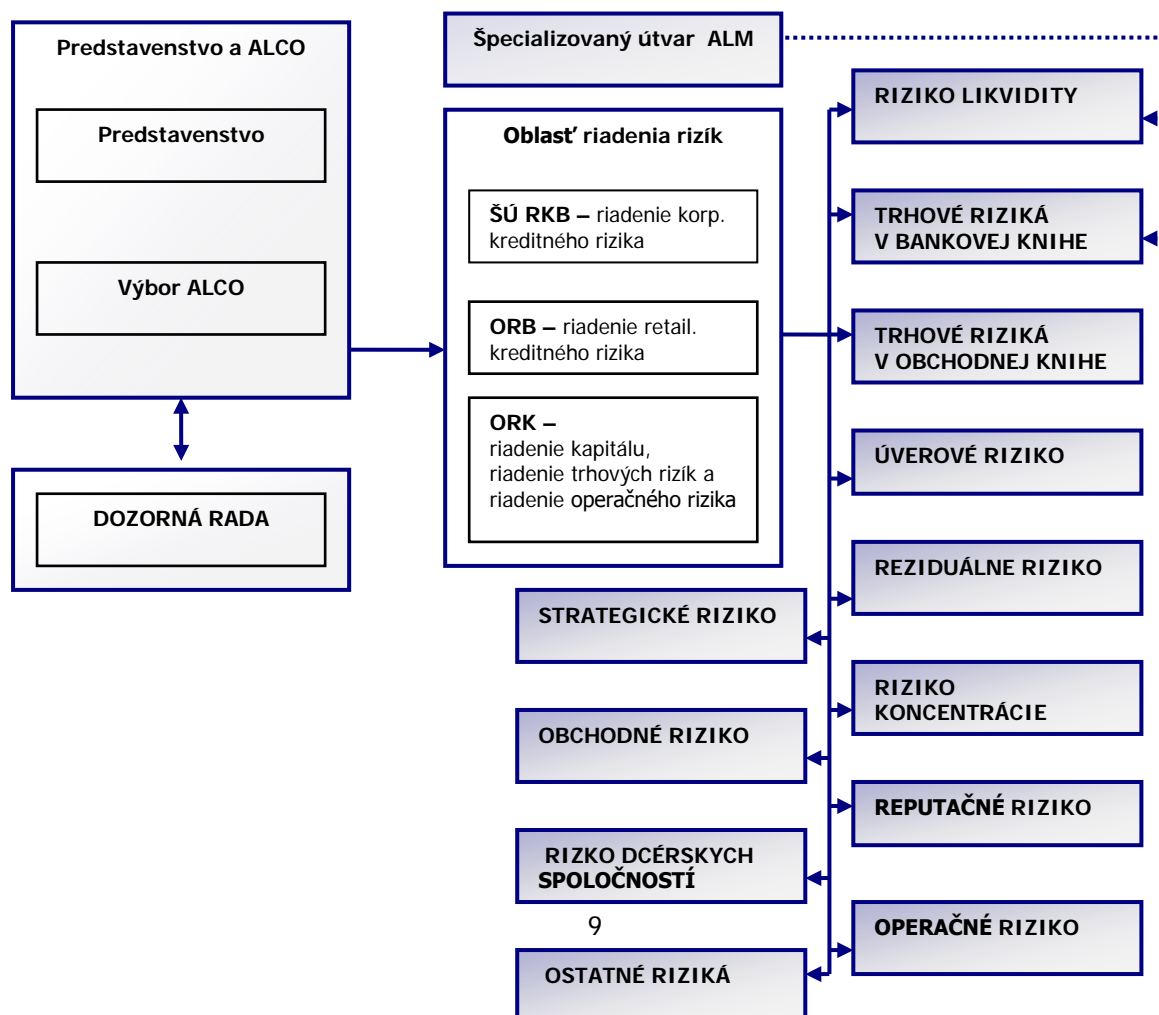 Predstavenstvo a ALCO
Predstavenstvo
Výbor ALCO
DOZORNÁ RADA
Špecializovaný útvar ALM
Oblasť riadenia rizík
ŠÚ RKB – riadenie korp.
kreditného rizika
ORB – riadenie retail.
kreditného rizika
ORK –
riadenie kapitálu,
riadenie trhových rizík a
riadenie operačného rizika
RIZIKO LIKVIDITY
TRHOVÉ RIZIKÁ
V BANKOVEJ KNIHE
TRHOVÉ RIZIKÁ
V OBCHODNEJ KNIHE
ÚVEROVÉ RIZIKO
REZIDUÁLNE RIZIKO
RIZIKO
KONCENTRÁCIE
REPUTAČNÉ RIZIKO
OPERAČNÉ RIZIKO
STRATEGICKÉ RIZIKO
OBCHODNÉ RIZIKO
RIZKO DCÉRSKYCH
SPOLOČNOSTÍ
9
OSTATNÉ RIZIKÁ